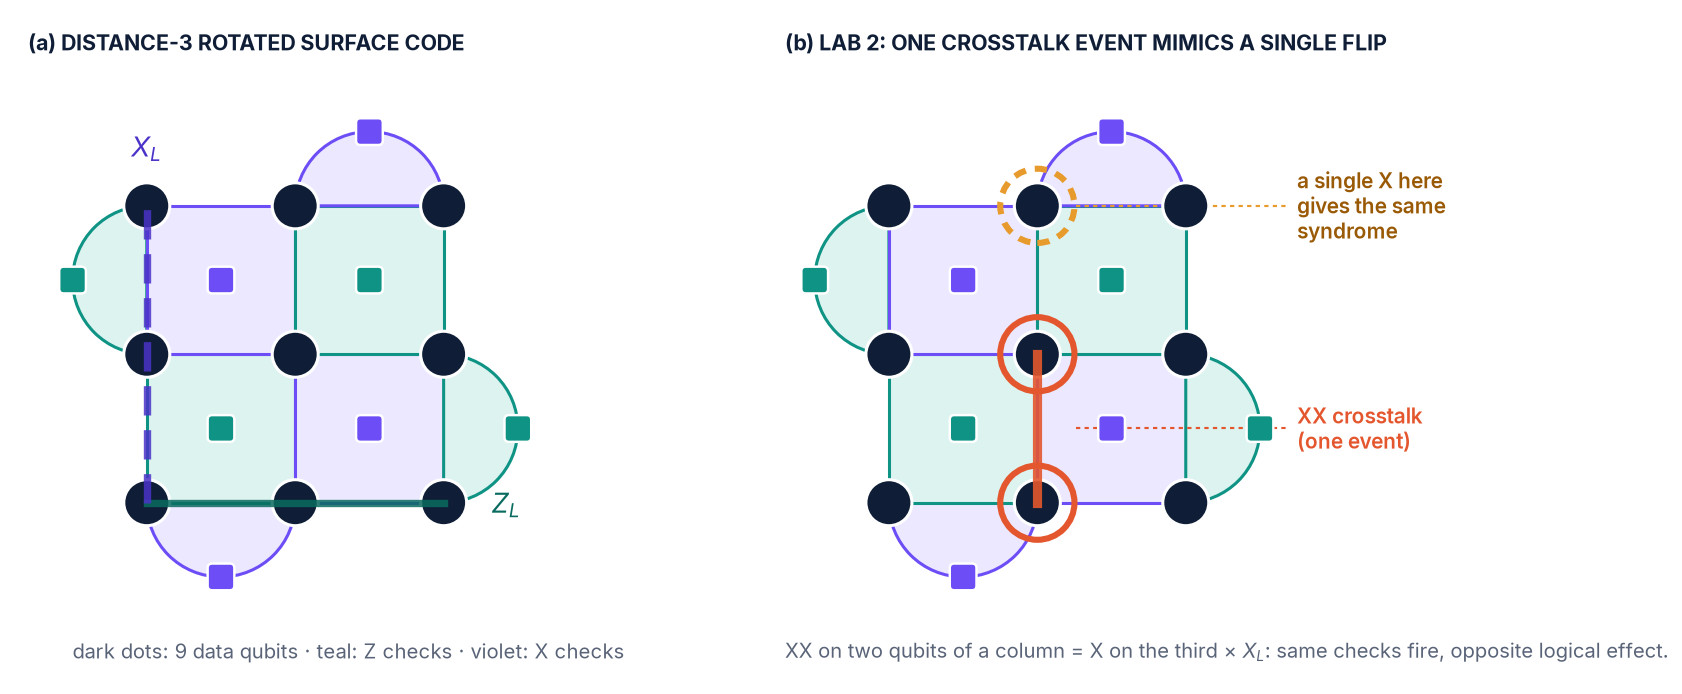 (a) DISTANCE-3 ROTATED SURFACE CODE
X_L
Z_L
dark dots: 9 data qubits · teal: Z checks · violet: X checks
(b) LAB 2: ONE CROSSTALK EVENT MIMICS A SINGLE FLIP
a single X here
gives the same
syndrome
XX crosstalk
(one event)
XX on two qubits of a column = X on the third × X_L: same checks fire, opposite logical effect.